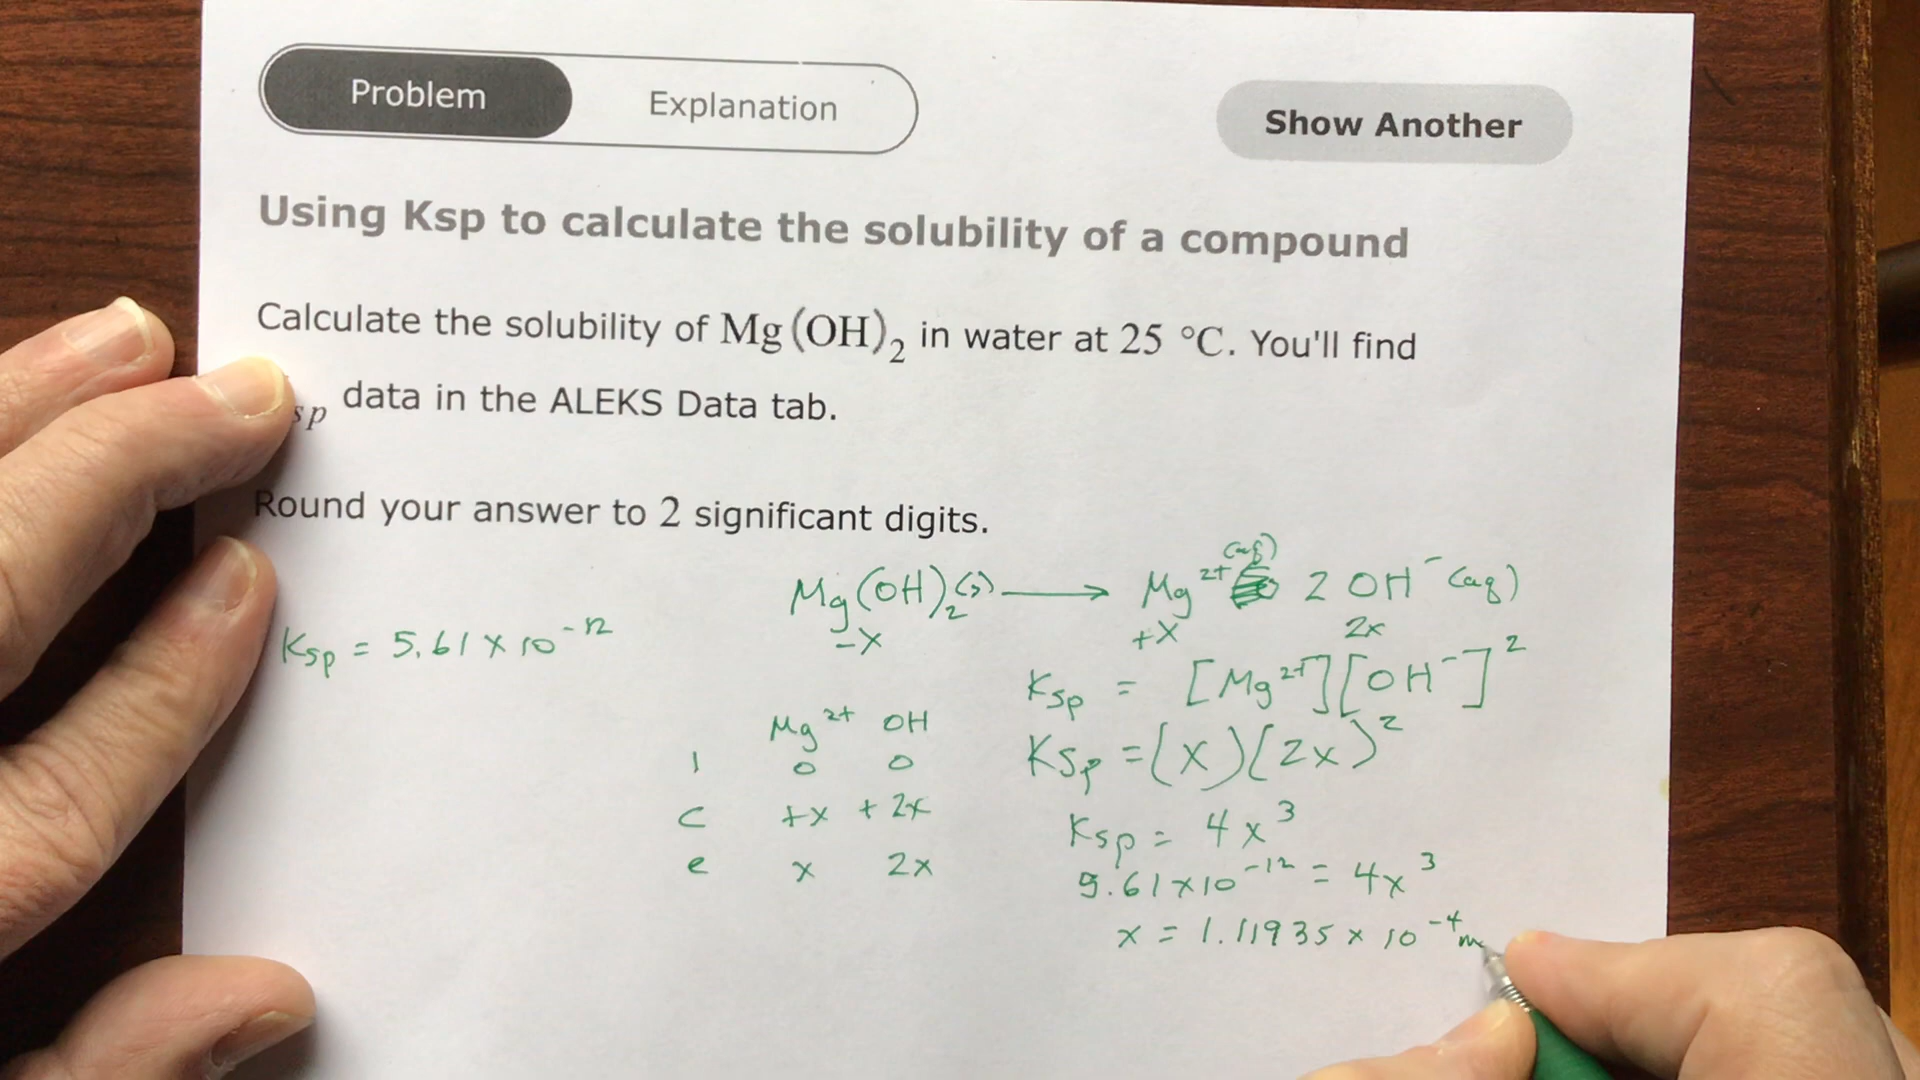 Problem Explanation Show Another
Using Ksp to calculate the solubility of a compound
Calculate the solubility of Mg(OH)₂ in water at 25 °C. You'll find
sp data in the ALEKS Data tab.
Round your answer to 2 significant digits.
(aq)
Mg(OH)₂(s) ⟶ Mg²⁺ 2 OH⁻ (aq)
-x +x 2x
Ksp = 5.61 x 10⁻¹²
Ksp = [Mg²⁺][OH⁻]²
Mg²⁺ OH
Ksp = (x)(2x)²
I 0 0
C +x + 2x
Ksp = 4x³
e x 2x
5.61 x 10⁻¹² = 4x³
x = 1.11935 x 10⁻⁴ m